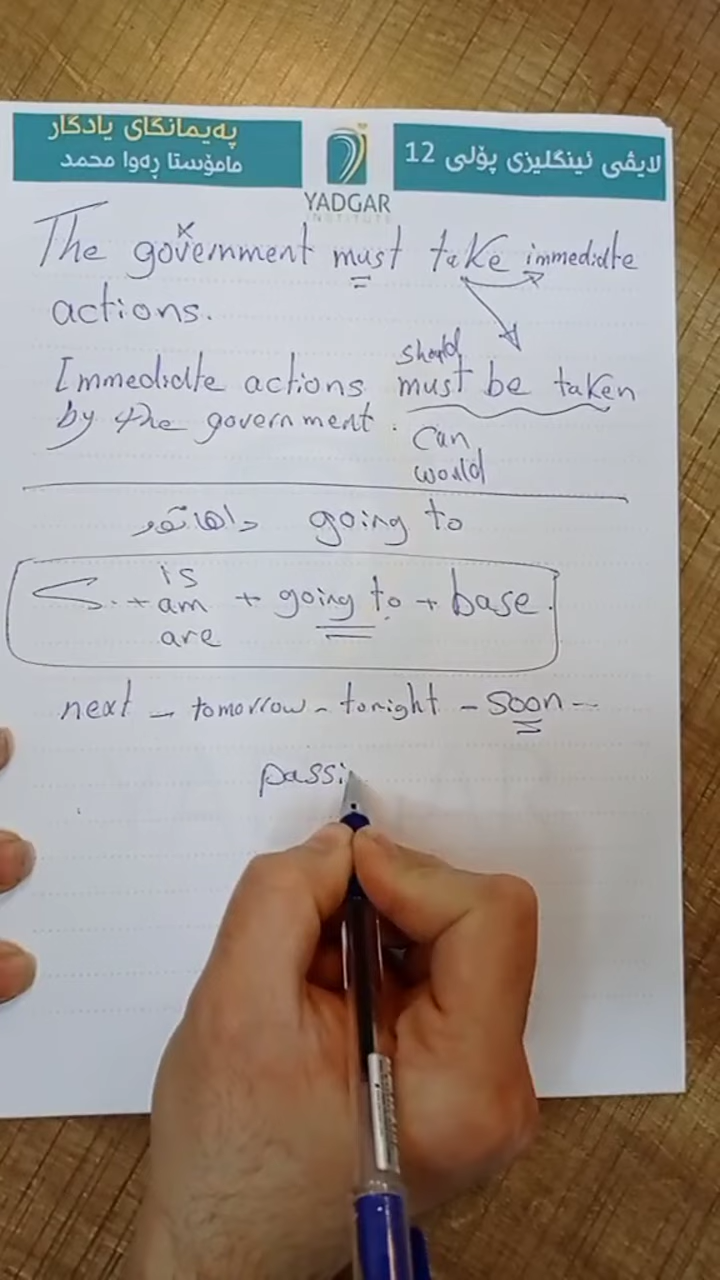 پەیمانگای یادگار
مامۆستا ڕەوا محمد
YADGAR
INSTITUTE
لایڤی ئینگلیزی پۆلی 12
The government must take immediate
actions.
should
Immediate actions must be taken
by the government.
can
would
داهاتوو going to
S. + is am are + going to + base.
next - tomorrow - tonight - soon --
passi